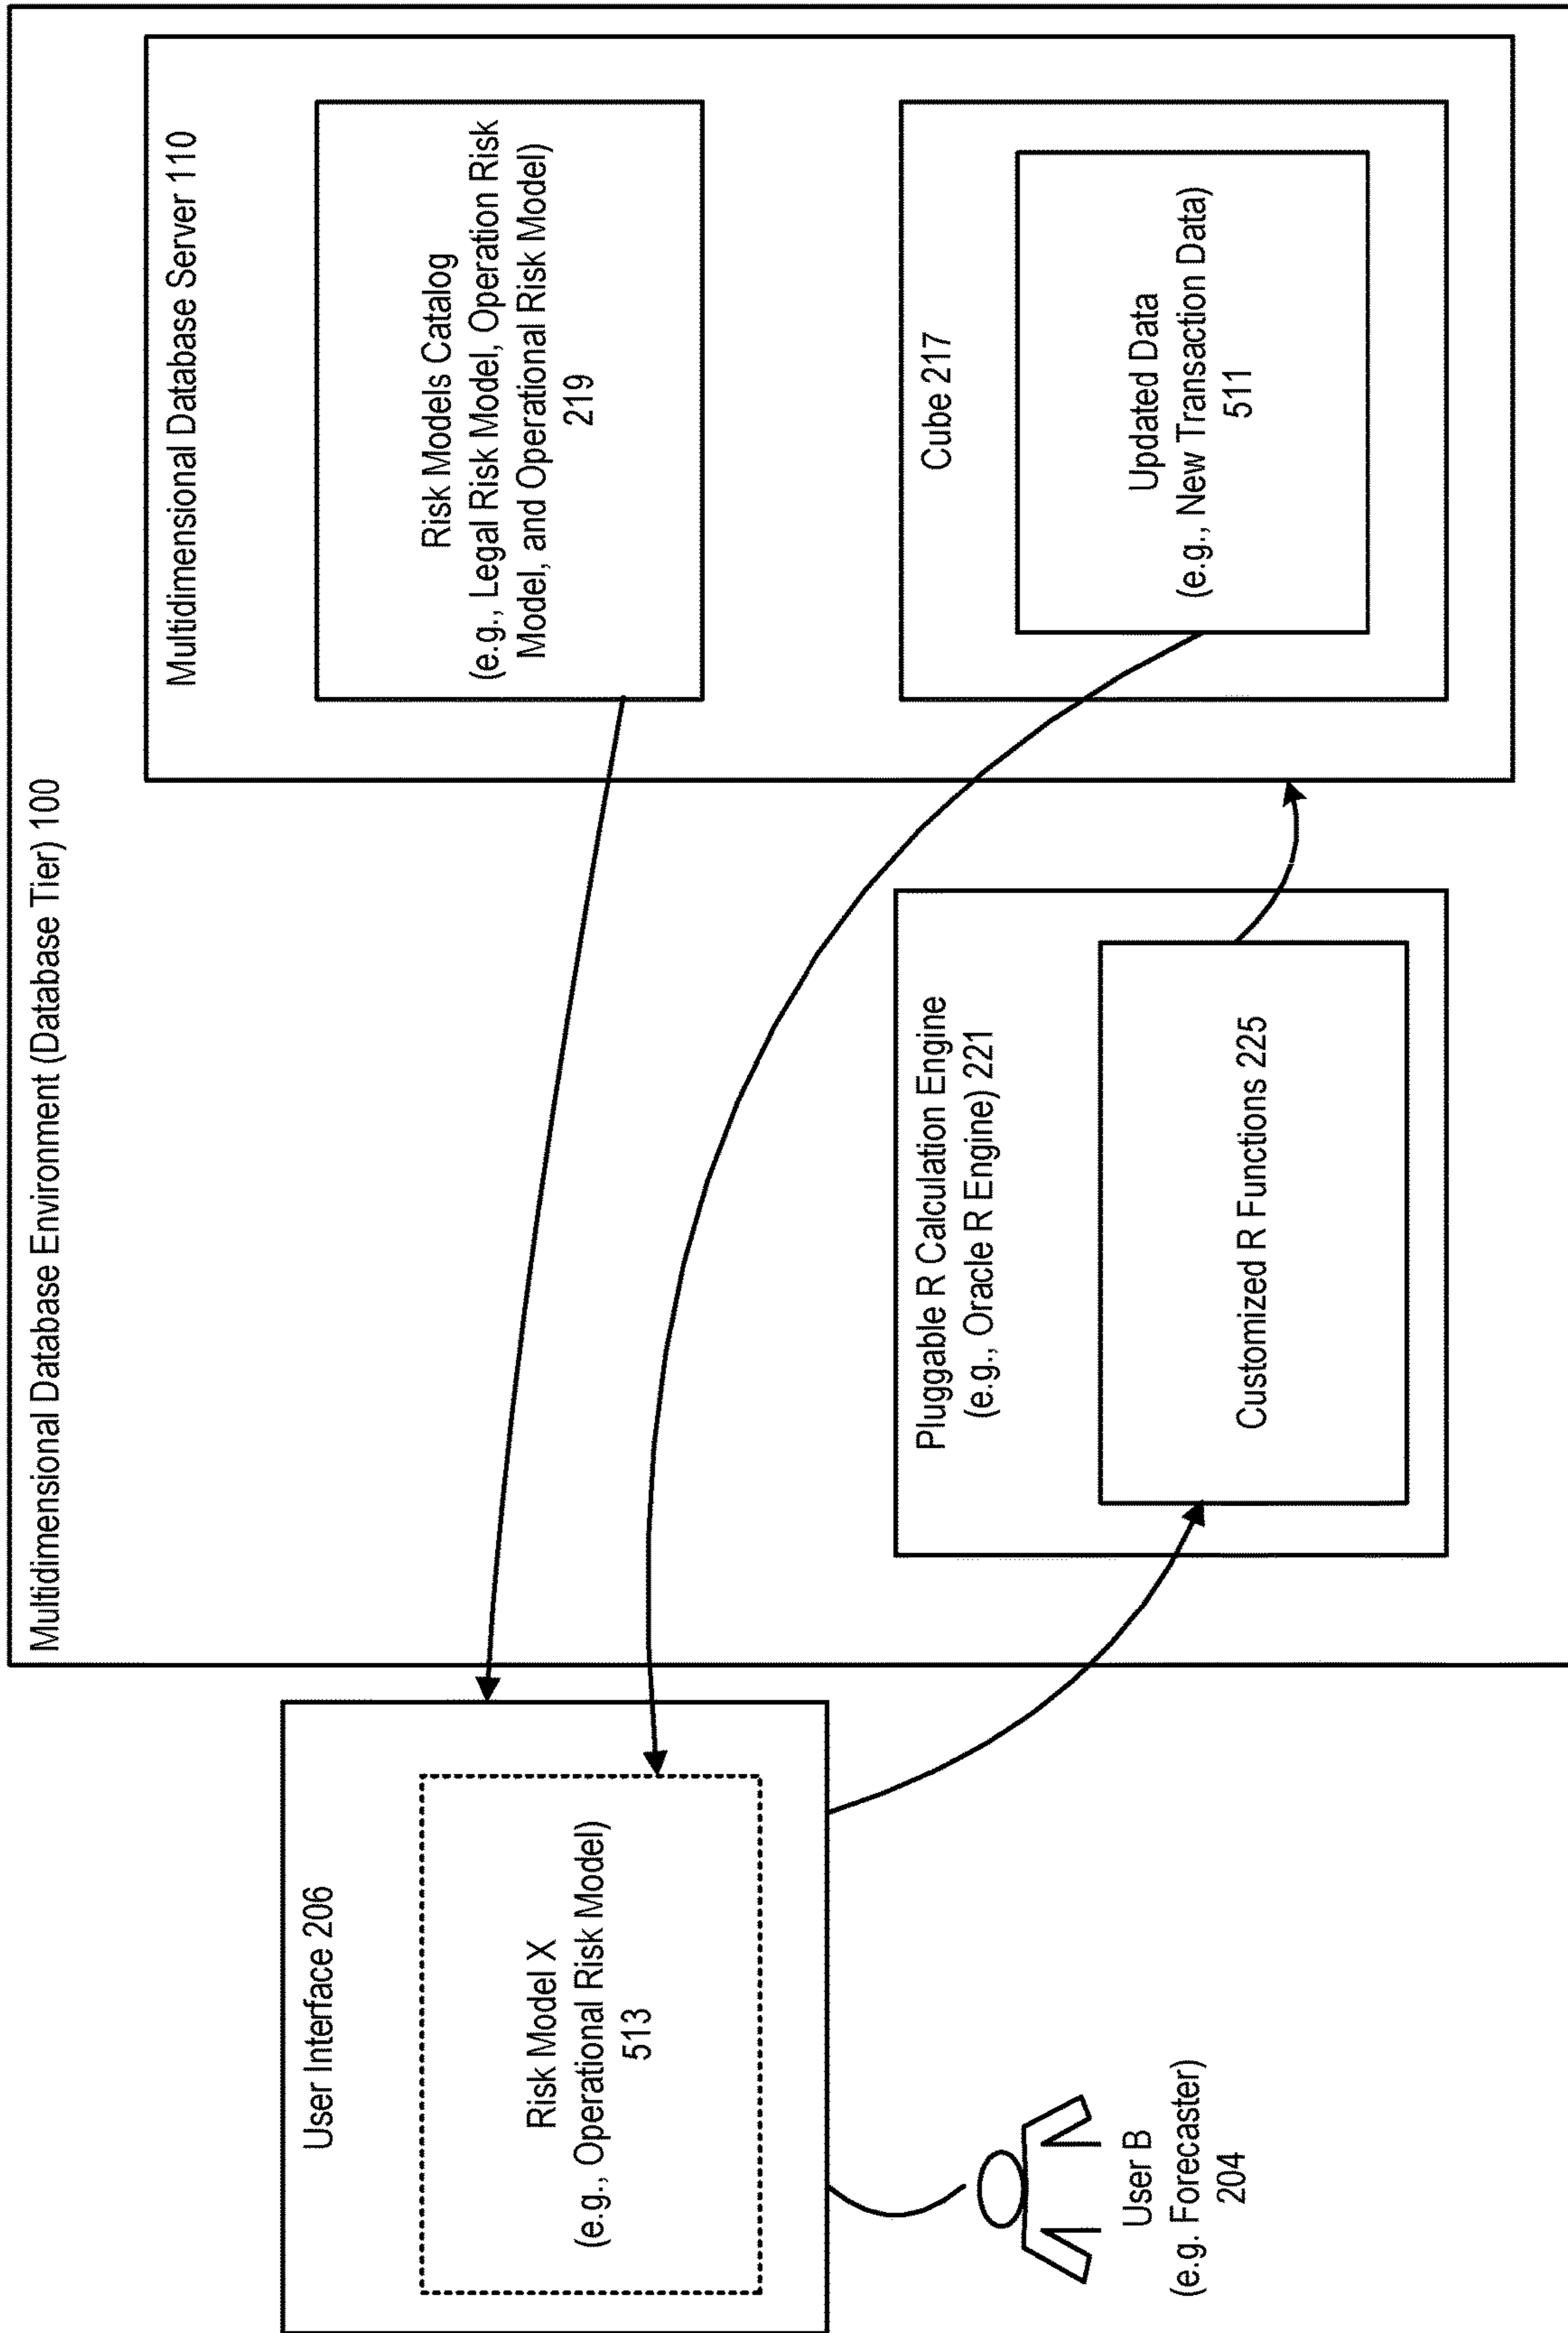 Multidimensional Database Environment (Database Tier) 100
Multidimensional Database Server 110
Risk Models Catalog
(e.g., Legal Risk Model, Operation Risk
Model, and Operational Risk Model)
219
Cube 217
Updated Data
(e.g., New Transaction Data)
511
Pluggable R Calculation Engine
(e.g., Oracle R Engine) 221
Customized R Functions 225
User Interface 206
Risk Model X
(e.g., Operational Risk Model)
513
User B
(e.g. Forecaster)
204